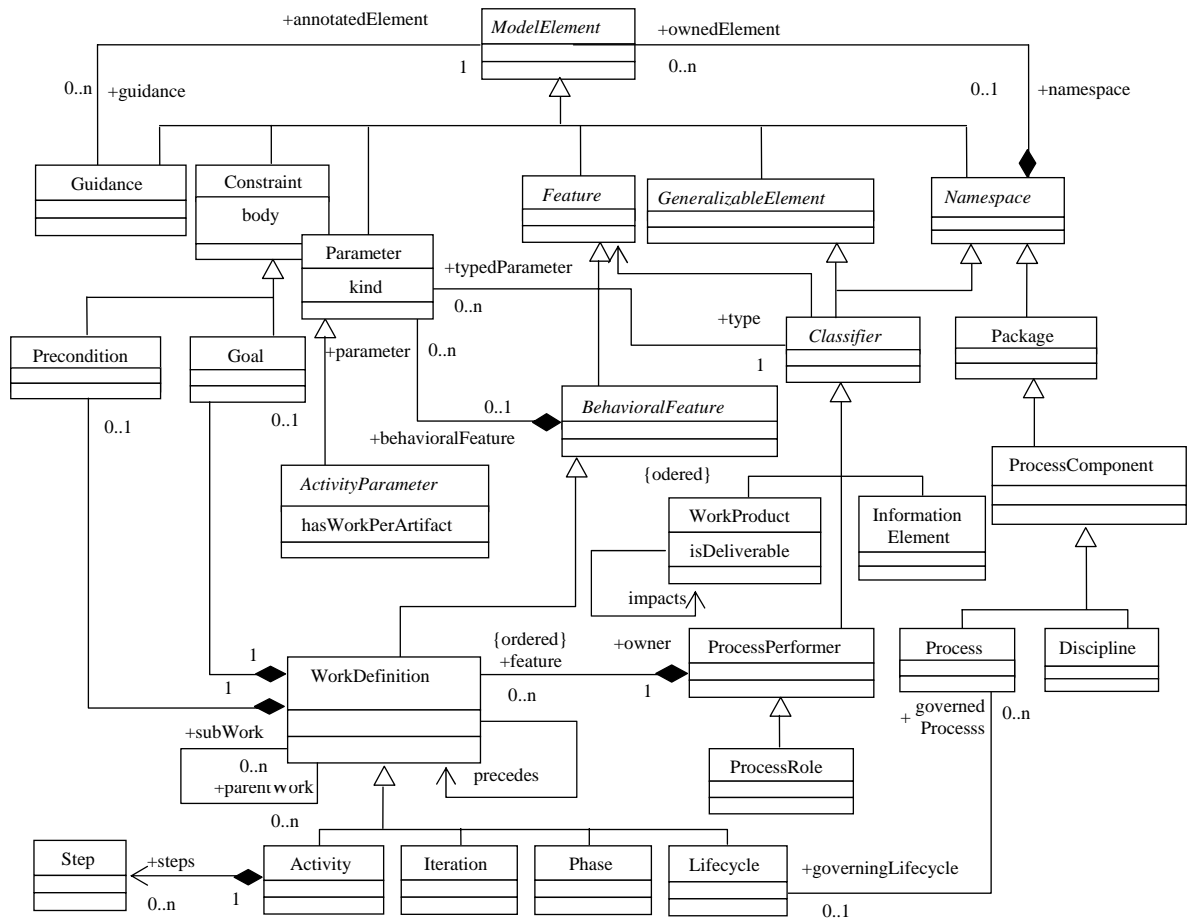 +annotatedElement
ModelElement
+ownedElement
1
0..n
0..n
+guidance
0..1
+namespace
Guidance
Constraint
body
Feature
GeneralizableElement
Namespace
Parameter
kind
+typedParameter
0..n
+type
1
Classifier
Package
Precondition
Goal
+parameter
0..n
0..1
0..1
0..1
+behavioralFeature
BehavioralFeature
ProcessComponent
ActivityParameter
hasWorkPerArtifact
{odered}
WorkProduct
isDeliverable
Information
Element
impacts
1
1
WorkDefinition
{ordered}
+feature
0..n
+owner
1
ProcessPerformer
Process
Discipline
+
governed
Processs
0..n
+subWork
0..n
+parentWork
0..n
precedes
ProcessRole
Step
+steps
0..n
1
Activity
Iteration
Phase
Lifecycle
+governingLifecycle
0..1